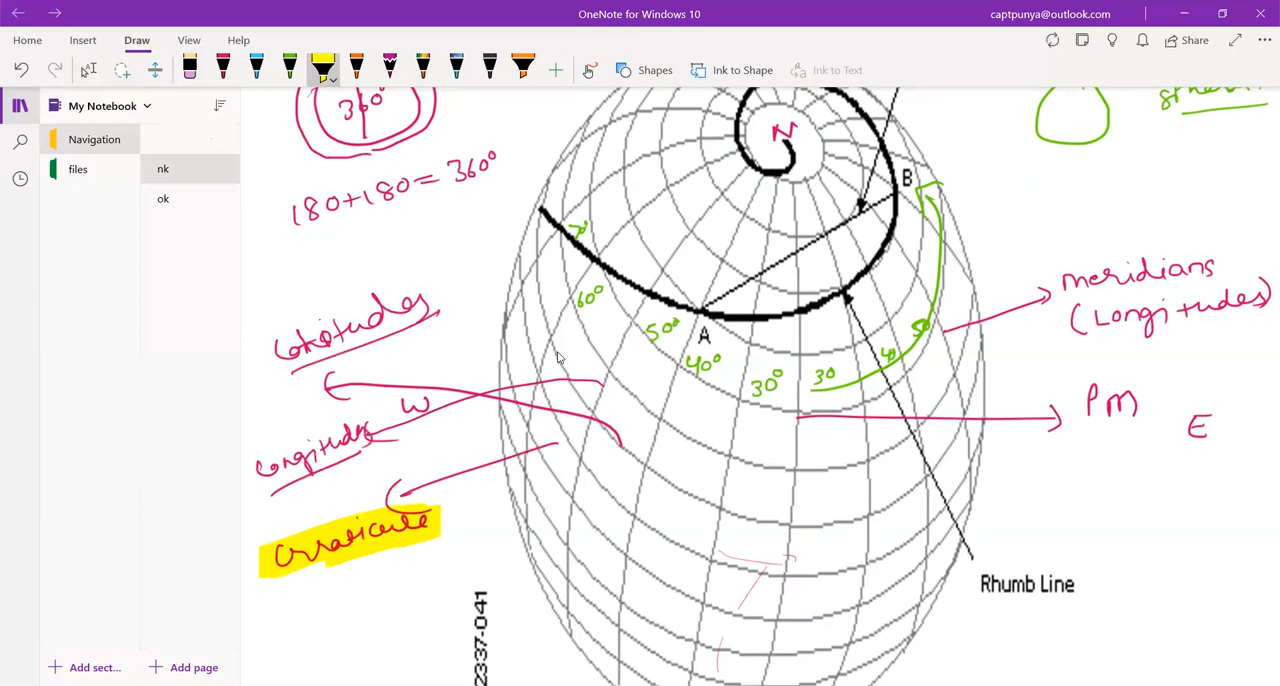 OneNote for Windows 10
captpunya@outlook.com
Home Insert Draw View Help
Share
Shapes
Ink to Shape
Ink to Text
My Notebook
Navigation
files
nk
ok
Add sect...
Add page
360°
180+180= 360°
N
B
A
70
60°
50°
40°
30°
30
40
50
meridians
(Longitudes)
Latitudes
W
Longitudes
PM
E
Graticule
Rhumb Line
2337-041